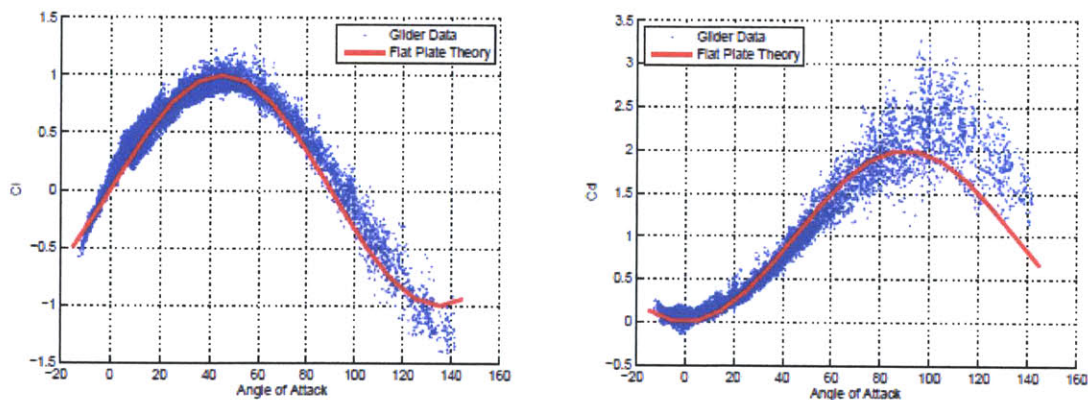 1.5
1
0.5
0
−0.5
−1
−1.5
−20 0 20 40 60 80 100 120 140 160
Angle of Attack
Cl
Glider Data
Flat Plate Theory
3.5
3
2.5
2
1.5
1
0.5
0
−0.5
−20 0 20 40 60 80 100 120 140 160
Angle of Attack
Cd
Glider Data
Flat Plate Theory